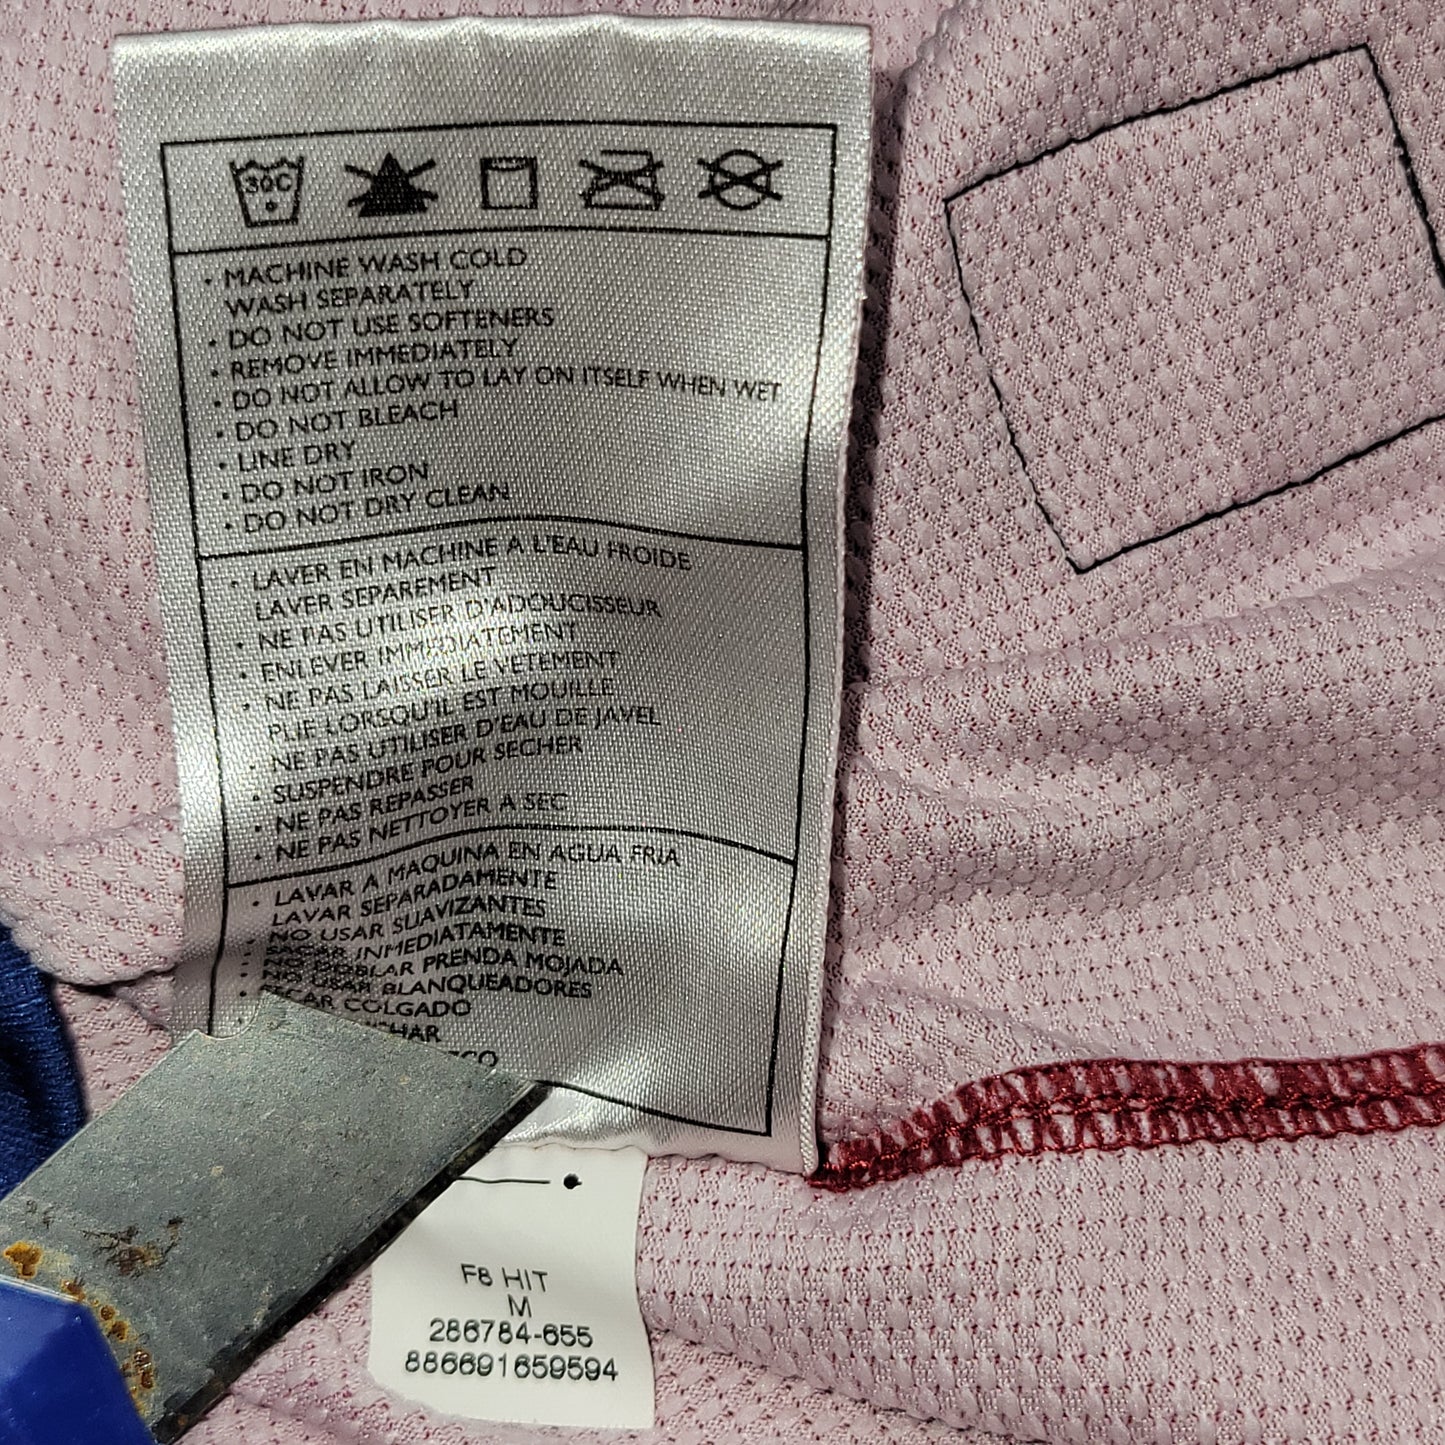 30C
· MACHINE WASH COLD
WASH SEPARATELY
· DO NOT USE SOFTENERS
· REMOVE IMMEDIATELY
· DO NOT ALLOW TO LAY ON ITSELF WHEN WET
· DO NOT BLEACH
· LINE DRY
· DO NOT IRON
· DO NOT DRY CLEAN
· LAVER EN MACHINE A L'EAU FROIDE
LAVER SEPAREMENT
· NE PAS UTILISER D'ADOUCISSEUR
· ENLEVER IMMEDIATEMENT
· NE PAS LAISSER LE VETEMENT
PLIE LORSQU'IL EST MOUILLE
· NE PAS UTILISER D'EAU DE JAVEL
· SUSPENDRE POUR SECHER
· NE PAS REPASSER
· NE PAS NETTOYER A SEC
· LAVAR A MAQUINA EN AGUA FRIA
LAVAR SEPARADAMENTE
· NO USAR SUAVIZANTES
· SACAR INMEDIATAMENTE
· NO DOBLAR PRENDA MOJADA
· NO USAR BLANQUEADORES
· SECAR COLGADO
F8 HIT
M
286784-655
886691659594